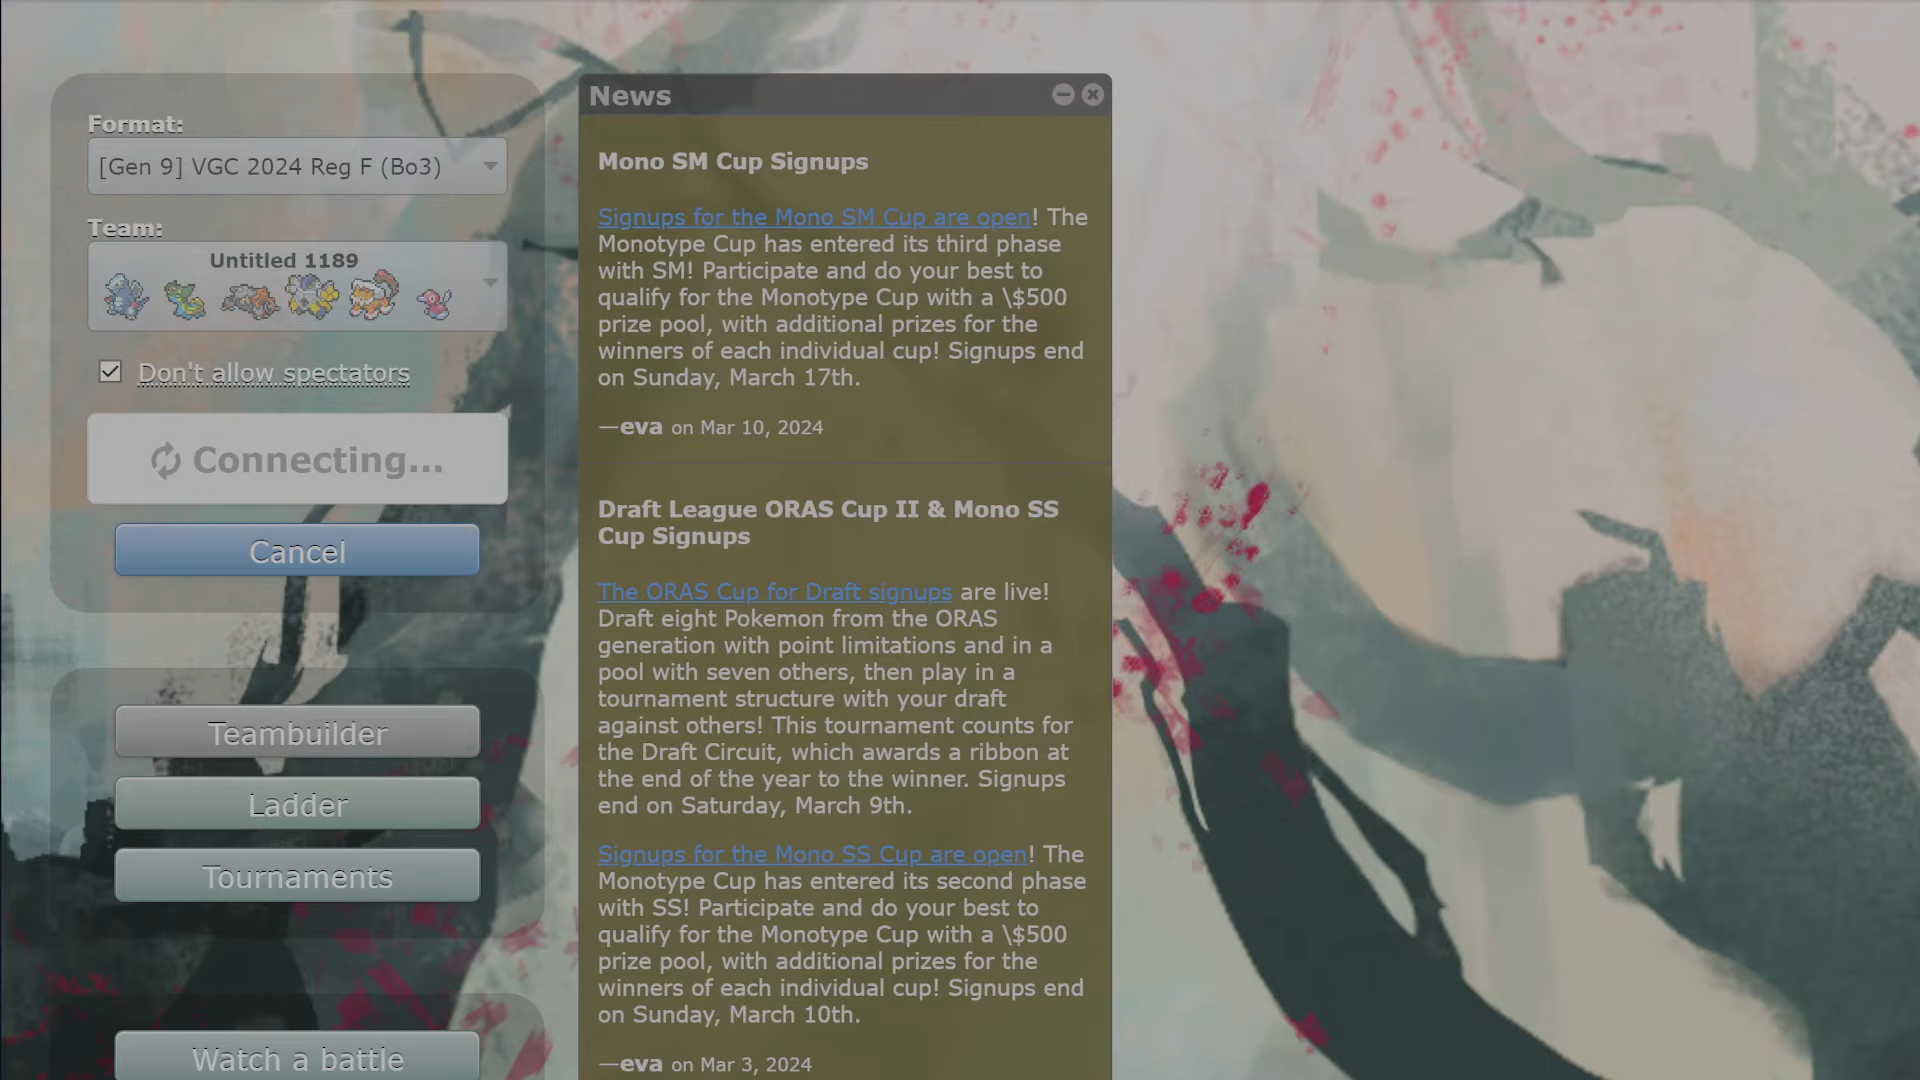 Format:
[Gen 9] VGC 2024 Reg F (Bo3)
Team:
Untitled 1189
Don't allow spectators
Connecting...
Cancel
Teambuilder
Ladder
Tournaments
Watch a battle
News
Mono SM Cup Signups
Signups for the Mono SM Cup are open! The
Monotype Cup has entered its third phase
with SM! Participate and do your best to
qualify for the Monotype Cup with a \$500
prize pool, with additional prizes for the
winners of each individual cup! Signups end
on Sunday, March 17th.
—eva on Mar 10, 2024
Draft League ORAS Cup II & Mono SS
Cup Signups
The ORAS Cup for Draft signups are live!
Draft eight Pokemon from the ORAS
generation with point limitations and in a
pool with seven others, then play in a
tournament structure with your draft
against others! This tournament counts for
the Draft Circuit, which awards a ribbon at
the end of the year to the winner. Signups
end on Saturday, March 9th.
Signups for the Mono SS Cup are open! The
Monotype Cup has entered its second phase
with SS! Participate and do your best to
qualify for the Monotype Cup with a \$500
prize pool, with additional prizes for the
winners of each individual cup! Signups end
on Sunday, March 10th.
—eva on Mar 3, 2024